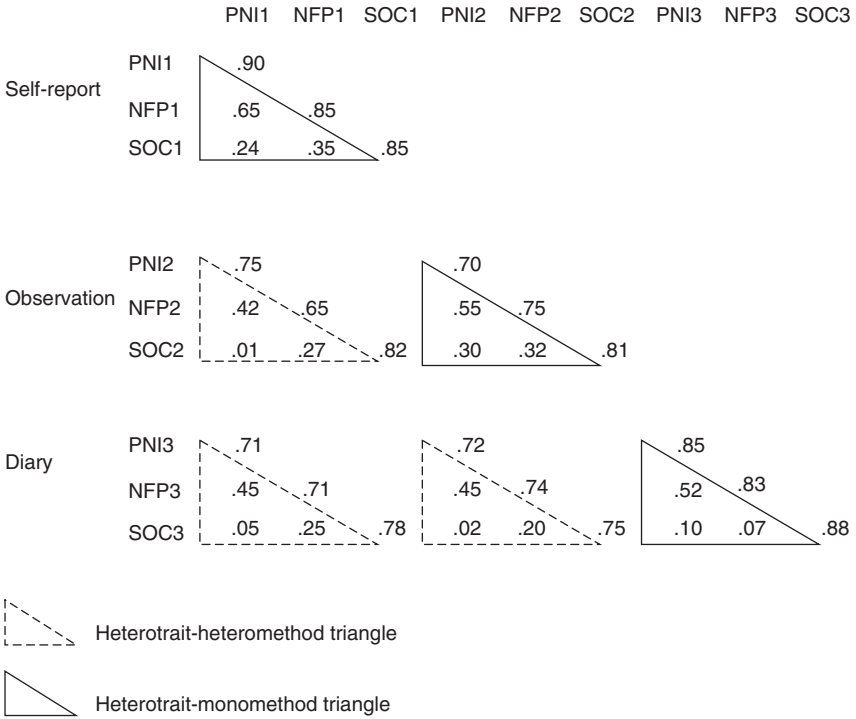 PNI1 NFP1 SOC1 PNI2 NFP2 SOC2 PNI3 NFP3 SOC3
Self-report
PNI1 .90
NFP1 .65 .85
SOC1 .24 .35 .85
Observation
PNI2 .75 .70
NFP2 .42 .65 .55 .75
SOC2 .01 .27 .82 .30 .32 .81
Diary
PNI3 .71 .72 .85
NFP3 .45 .71 .45 .74 .52 .83
SOC3 .05 .25 .78 .02 .20 .75 .10 .07 .88
Heterotrait-heteromethod triangle
Heterotrait-monomethod triangle